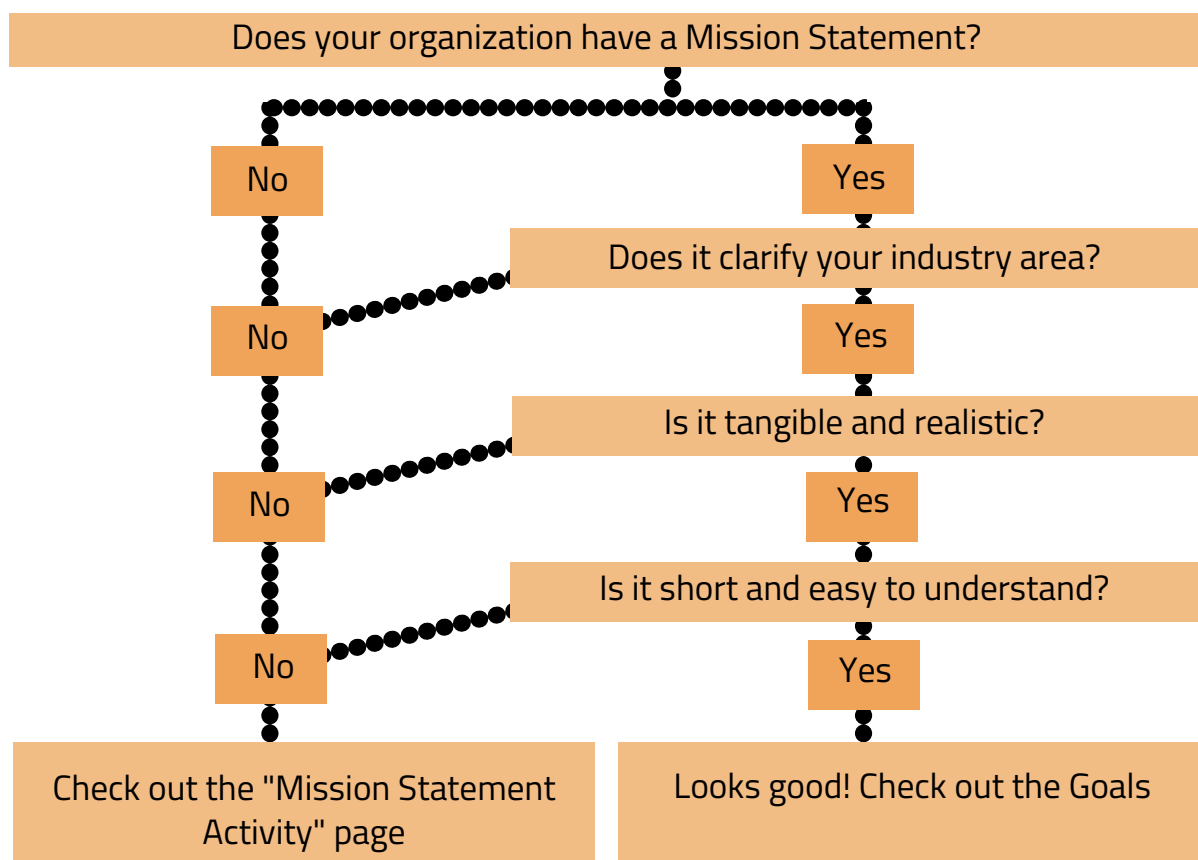 Does your organization have a Mission Statement?
No
Yes
Does it clarify your industry area?
No
Yes
Is it tangible and realistic?
No
Yes
Is it short and easy to understand?
No
Yes
Check out the "Mission Statement
Activity" page
Looks good! Check out the Goals